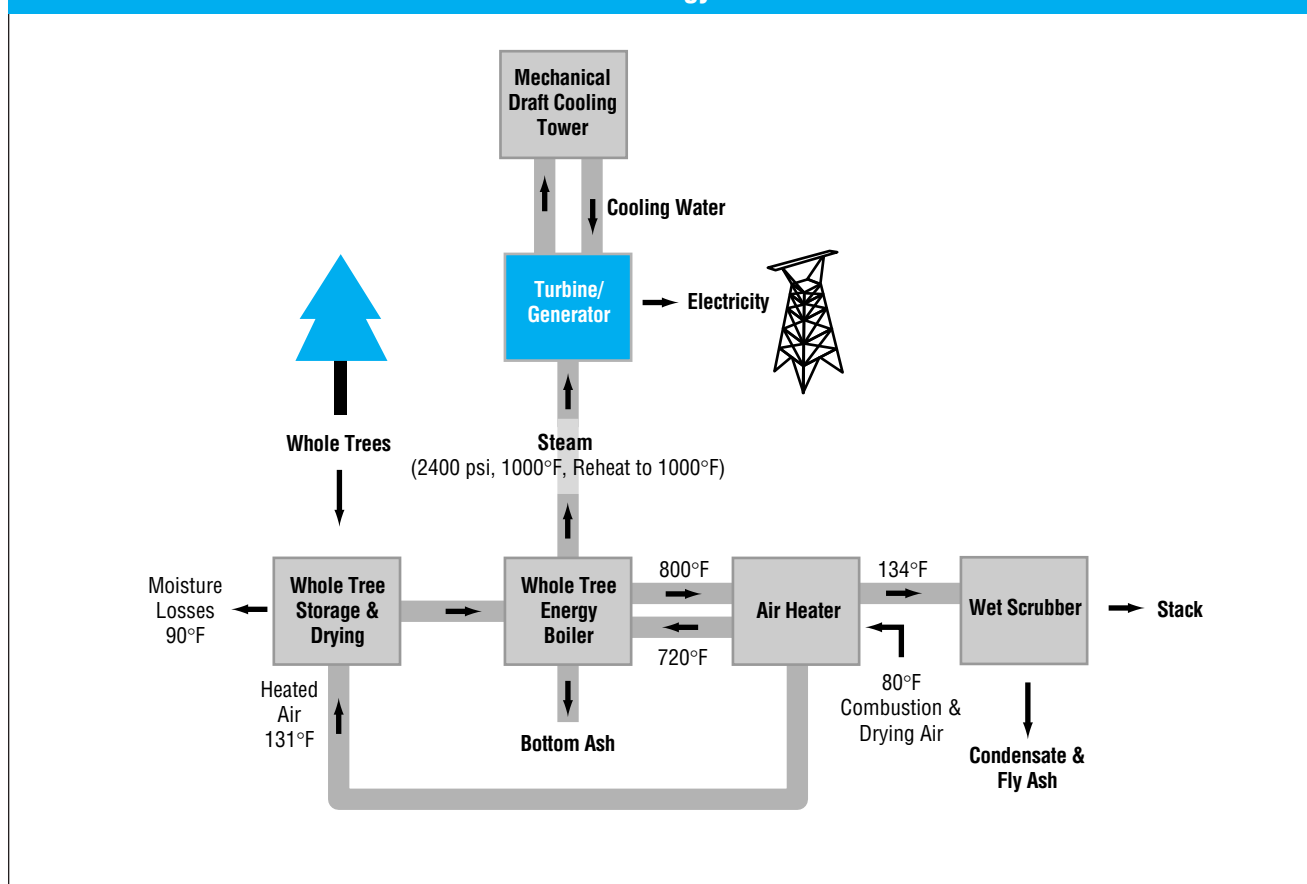 Mechanical
Draft Cooling
Tower
Cooling Water
Turbine/
Generator
Electricity
Whole Trees
Steam
(2400 psi, 1000°F, Reheat to 1000°F)
Moisture
Losses
90°F
Whole Tree
Storage &
Drying
Whole Tree
Energy
Boiler
800°F
720°F
Air Heater
134°F
Wet Scrubber
Stack
Heated
Air
131°F
Bottom Ash
80°F
Combustion &
Drying Air
Condensate &
Fly Ash